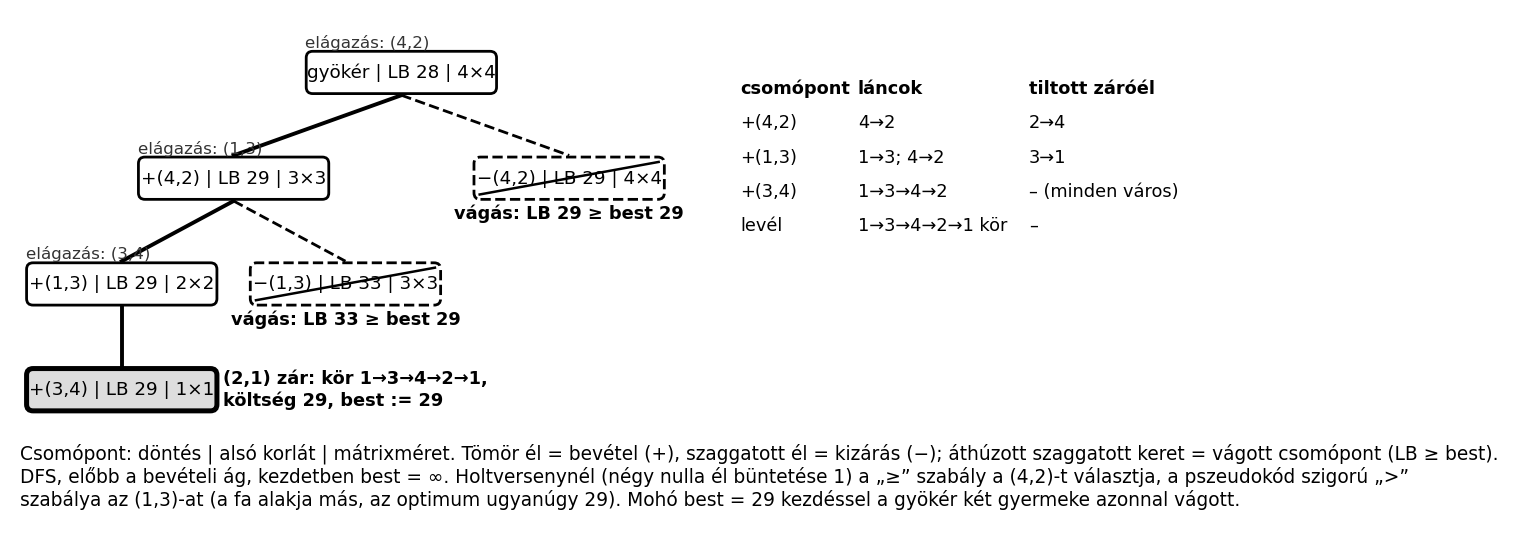 elágazás: (4,2)
gyökér | LB 28 | 4×4
elágazás: (1,3)
+(4,2) | LB 29 | 3×3
−(4,2) | LB 29 | 4×4
vágás: LB 29 ≥ best 29
elágazás: (3,4)
+(1,3) | LB 29 | 2×2
−(1,3) | LB 33 | 3×3
vágás: LB 33 ≥ best 29
+(3,4) | LB 29 | 1×1
(2,1) zár: kör 1→3→4→2→1,
költség 29, best := 29
csomópont láncok tiltott záróél
+(4,2) 4→2 2→4
+(1,3) 1→3; 4→2 3→1
+(3,4) 1→3→4→2 – (minden város)
levél 1→3→4→2→1 kör –
Csomópont: döntés | alsó korlát | mátrixméret. Tömör él = bevétel (+), szaggatott él = kizárás (−); áthúzott szaggatott keret = vágott csomópont (LB ≥ best).
DFS, előbb a bevételi ág, kezdetben best = ∞. Holtversenynél (négy nulla él büntetése 1) a „≥” szabály a (4,2)-t választja, a pszeudokód szigorú „>”
szabálya az (1,3)-at (a fa alakja más, az optimum ugyanúgy 29). Mohó best = 29 kezdéssel a gyökér két gyermeke azonnal vágott.